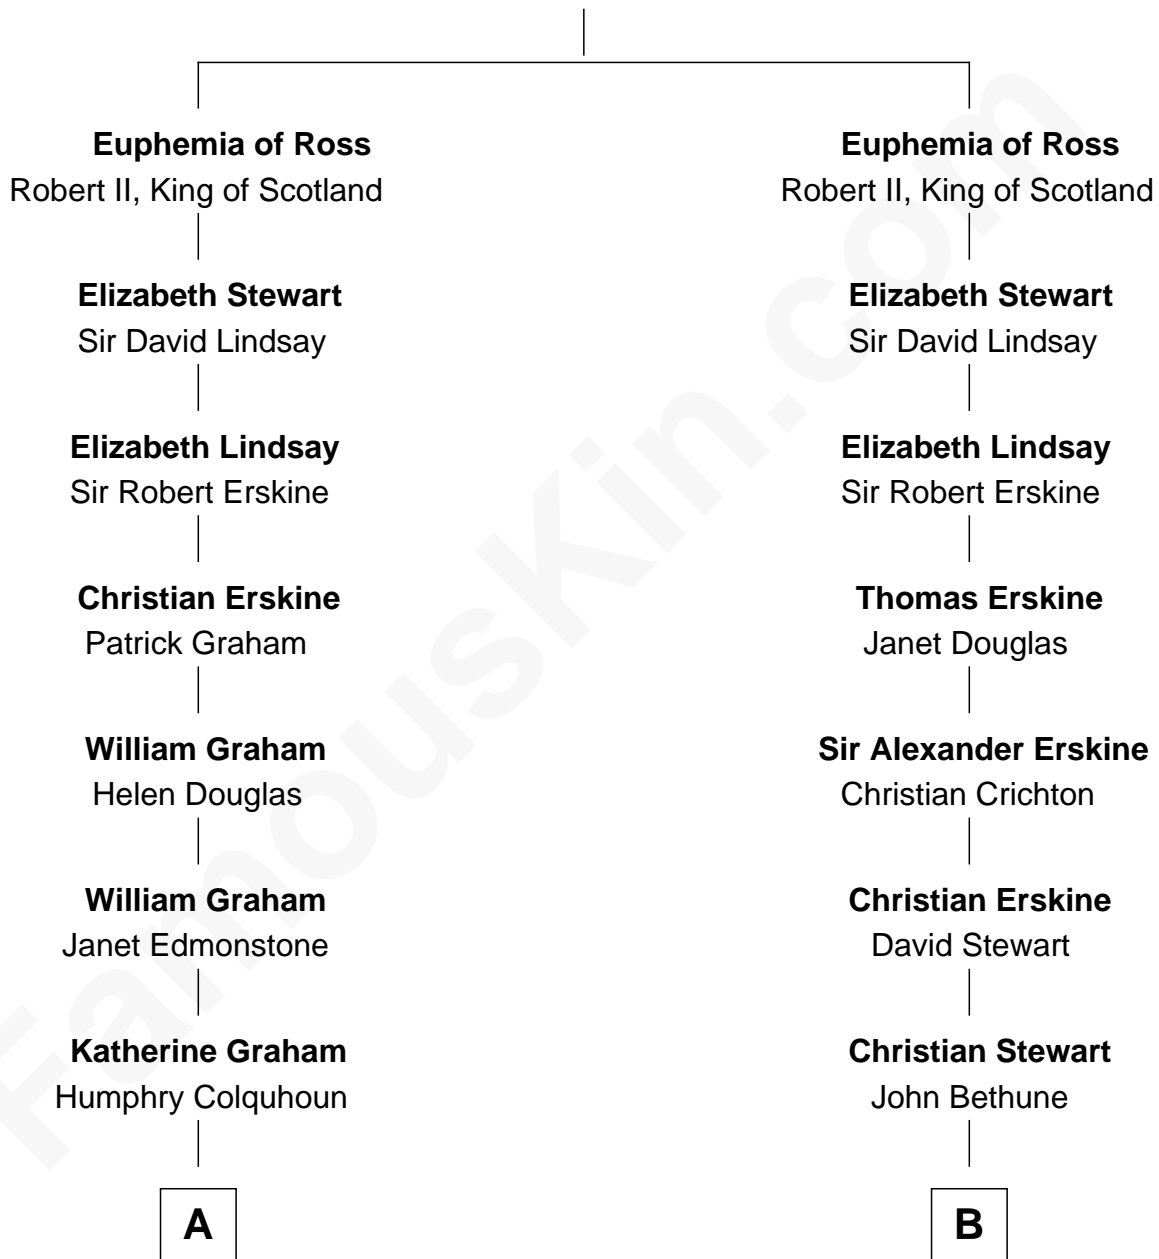 Euphemia of Ross
Robert II, King of Scotland
Elizabeth Stewart
Sir David Lindsay
Elizabeth Lindsay
Sir Robert Erskine
Christian Erskine
Patrick Graham
William Graham
Helen Douglas
William Graham
Janet Edmonstone
Katherine Graham
Humphry Colquhoun
A
Euphemia of Ross
Robert II, King of Scotland
Elizabeth Stewart
Sir David Lindsay
Elizabeth Lindsay
Sir Robert Erskine
Thomas Erskine
Janet Douglas
Sir Alexander Erskine
Christian Crichton
Christian Erskine
David Stewart
Christian Stewart
John Bethune
B
FamousKin.com